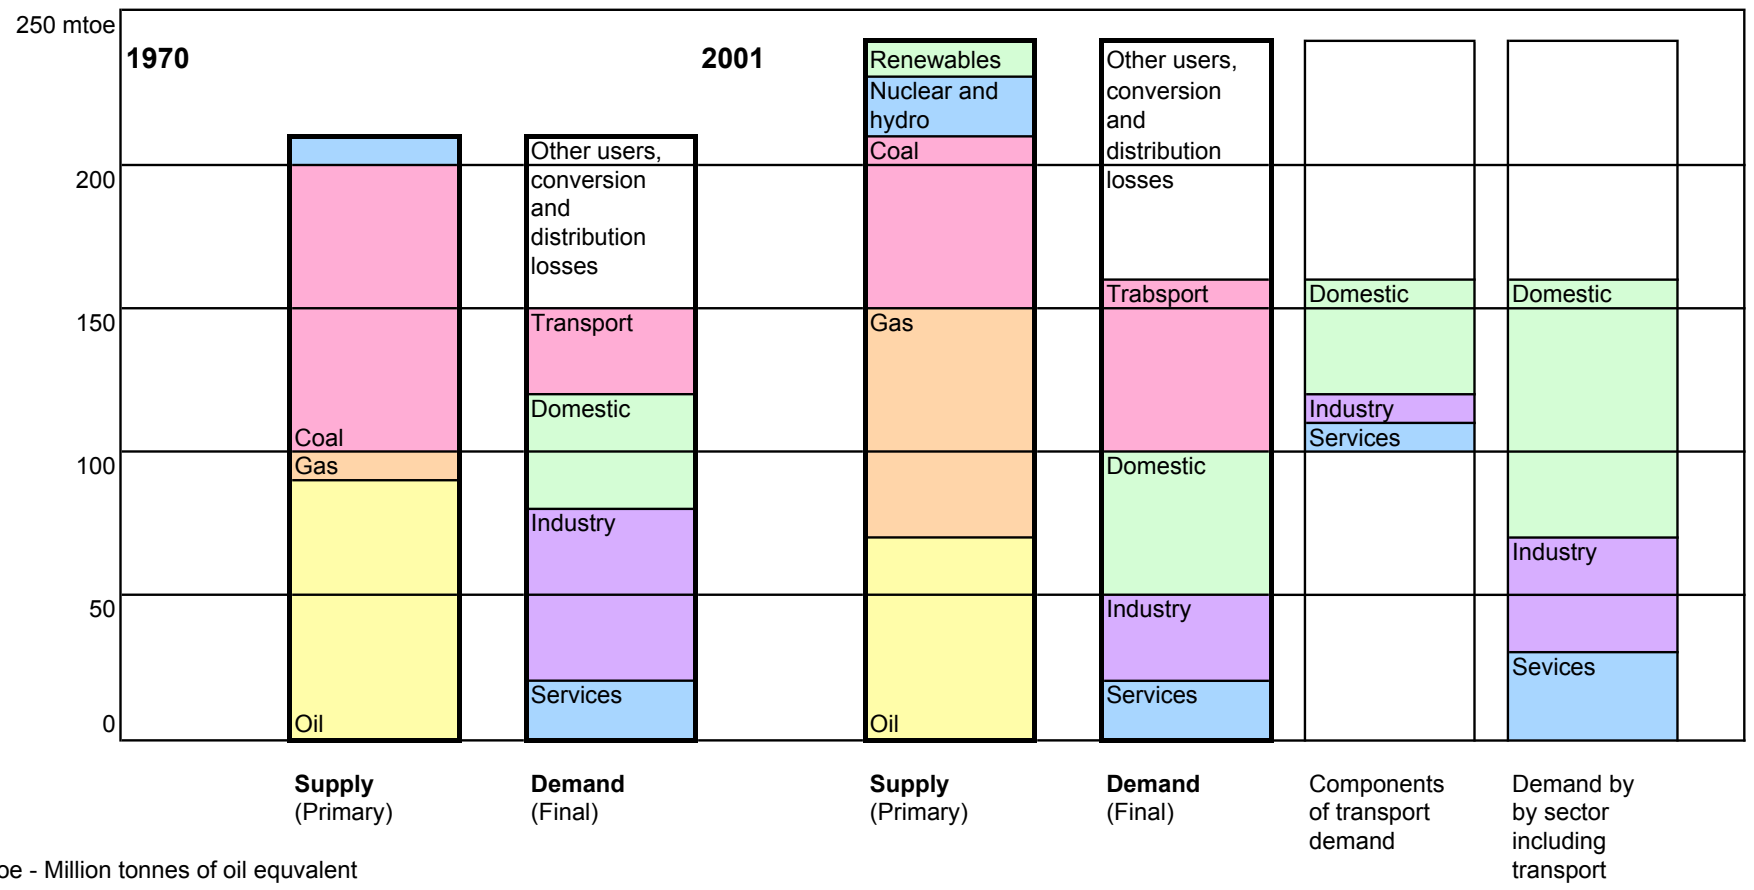 250 mtoe
1970
2001
200
150
100
50
0
Coal
Gas
Oil
Other users,
conversion
and
distribution
losses
Transport
Domestic
Industry
Services
Renewables
Nuclear and
hydro
Coal
Gas
Oil
Other users,
conversion
and
distribution
losses
Trabsport
Domestic
Industry
Services
Domestic
Industry
Services
Domestic
Industry
Sevices
Supply
(Primary)
Demand
(Final)
Supply
(Primary)
Demand
(Final)
Components
of transport
demand
Demand by
by sector
including
transport
oe - Million tonnes of oil equvalent